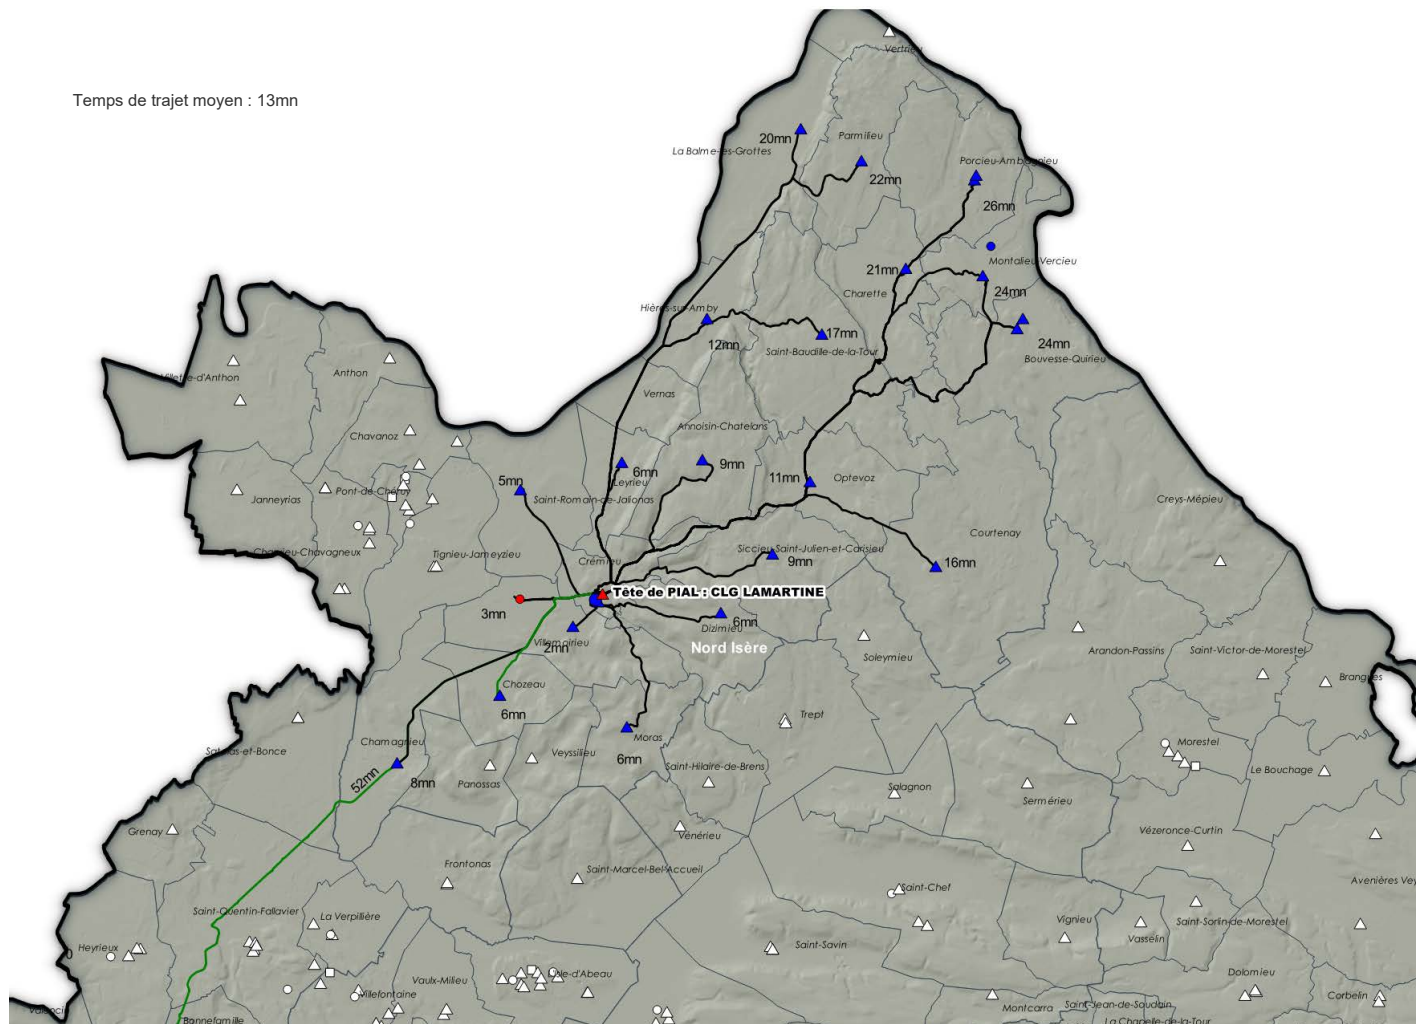 Vertrieu
Temps de trajet moyen : 13mn
20mn
Parmilieu
La Balme-les-Grottes
Porcieu-Amblagnieu
22mn
26mn
Montalieu-Vercieu
21mn
Charette
24mn
Hières-sur-Amby
12mn
17mn
24mn
Saint-Baudille-de-la-Tour
Bouvesse-Quirieu
Villette-d'Anthon
Anthon
Vernas
Annoisin-Chatelans
Chavanoz
9mn
6mn
5mn
11mn
Optevoz
Leyrieu
Janneyrias
Pont-de-Chéruy
Saint-Romain-de-Jalionas
Creys-Mépieu
Courtenay
Charvieu-Chavagneux
Tignieu-Jameyzieu
Siccieu-Saint-Julien-et-Carisieu
Crémieu
9mn
16mn
Tête de PIAL : CLG LAMARTINE
3mn
6mn
Dizimieu
Villemoirieu
2mn
Nord Isère
Soleymieu
Arandon-Passins
Saint-Victor-de-Morestel
Brangues
Chozeau
6mn
Trept
Moras
Chamagnieu
Morestel
Satolas-et-Bonce
Veyssilieu
6mn
Saint-Hilaire-de-Brens
Le Bouchage
52mn
8mn
Panossas
Salagnon
Sermérieu
Grenay
Vénérieu
Vézeronce-Curtin
Frontonas
Saint-Marcel-Bel-Accueil
Saint-Chef
Avenières Vey
Saint-Quentin-Fallavier
La Verpillière
Vignieu
Saint-Sorlin-de-Morestel
Heyrieux
Saint-Savin
Vasselin
L'Isle-d'Abeau
Dolomieu
Vaulx-Milieu
Villefontaine
Corbelin
Montcarra
Saint-Jean-de-Soudain
Bonnefamille
La Chapelle-de-la-Tour